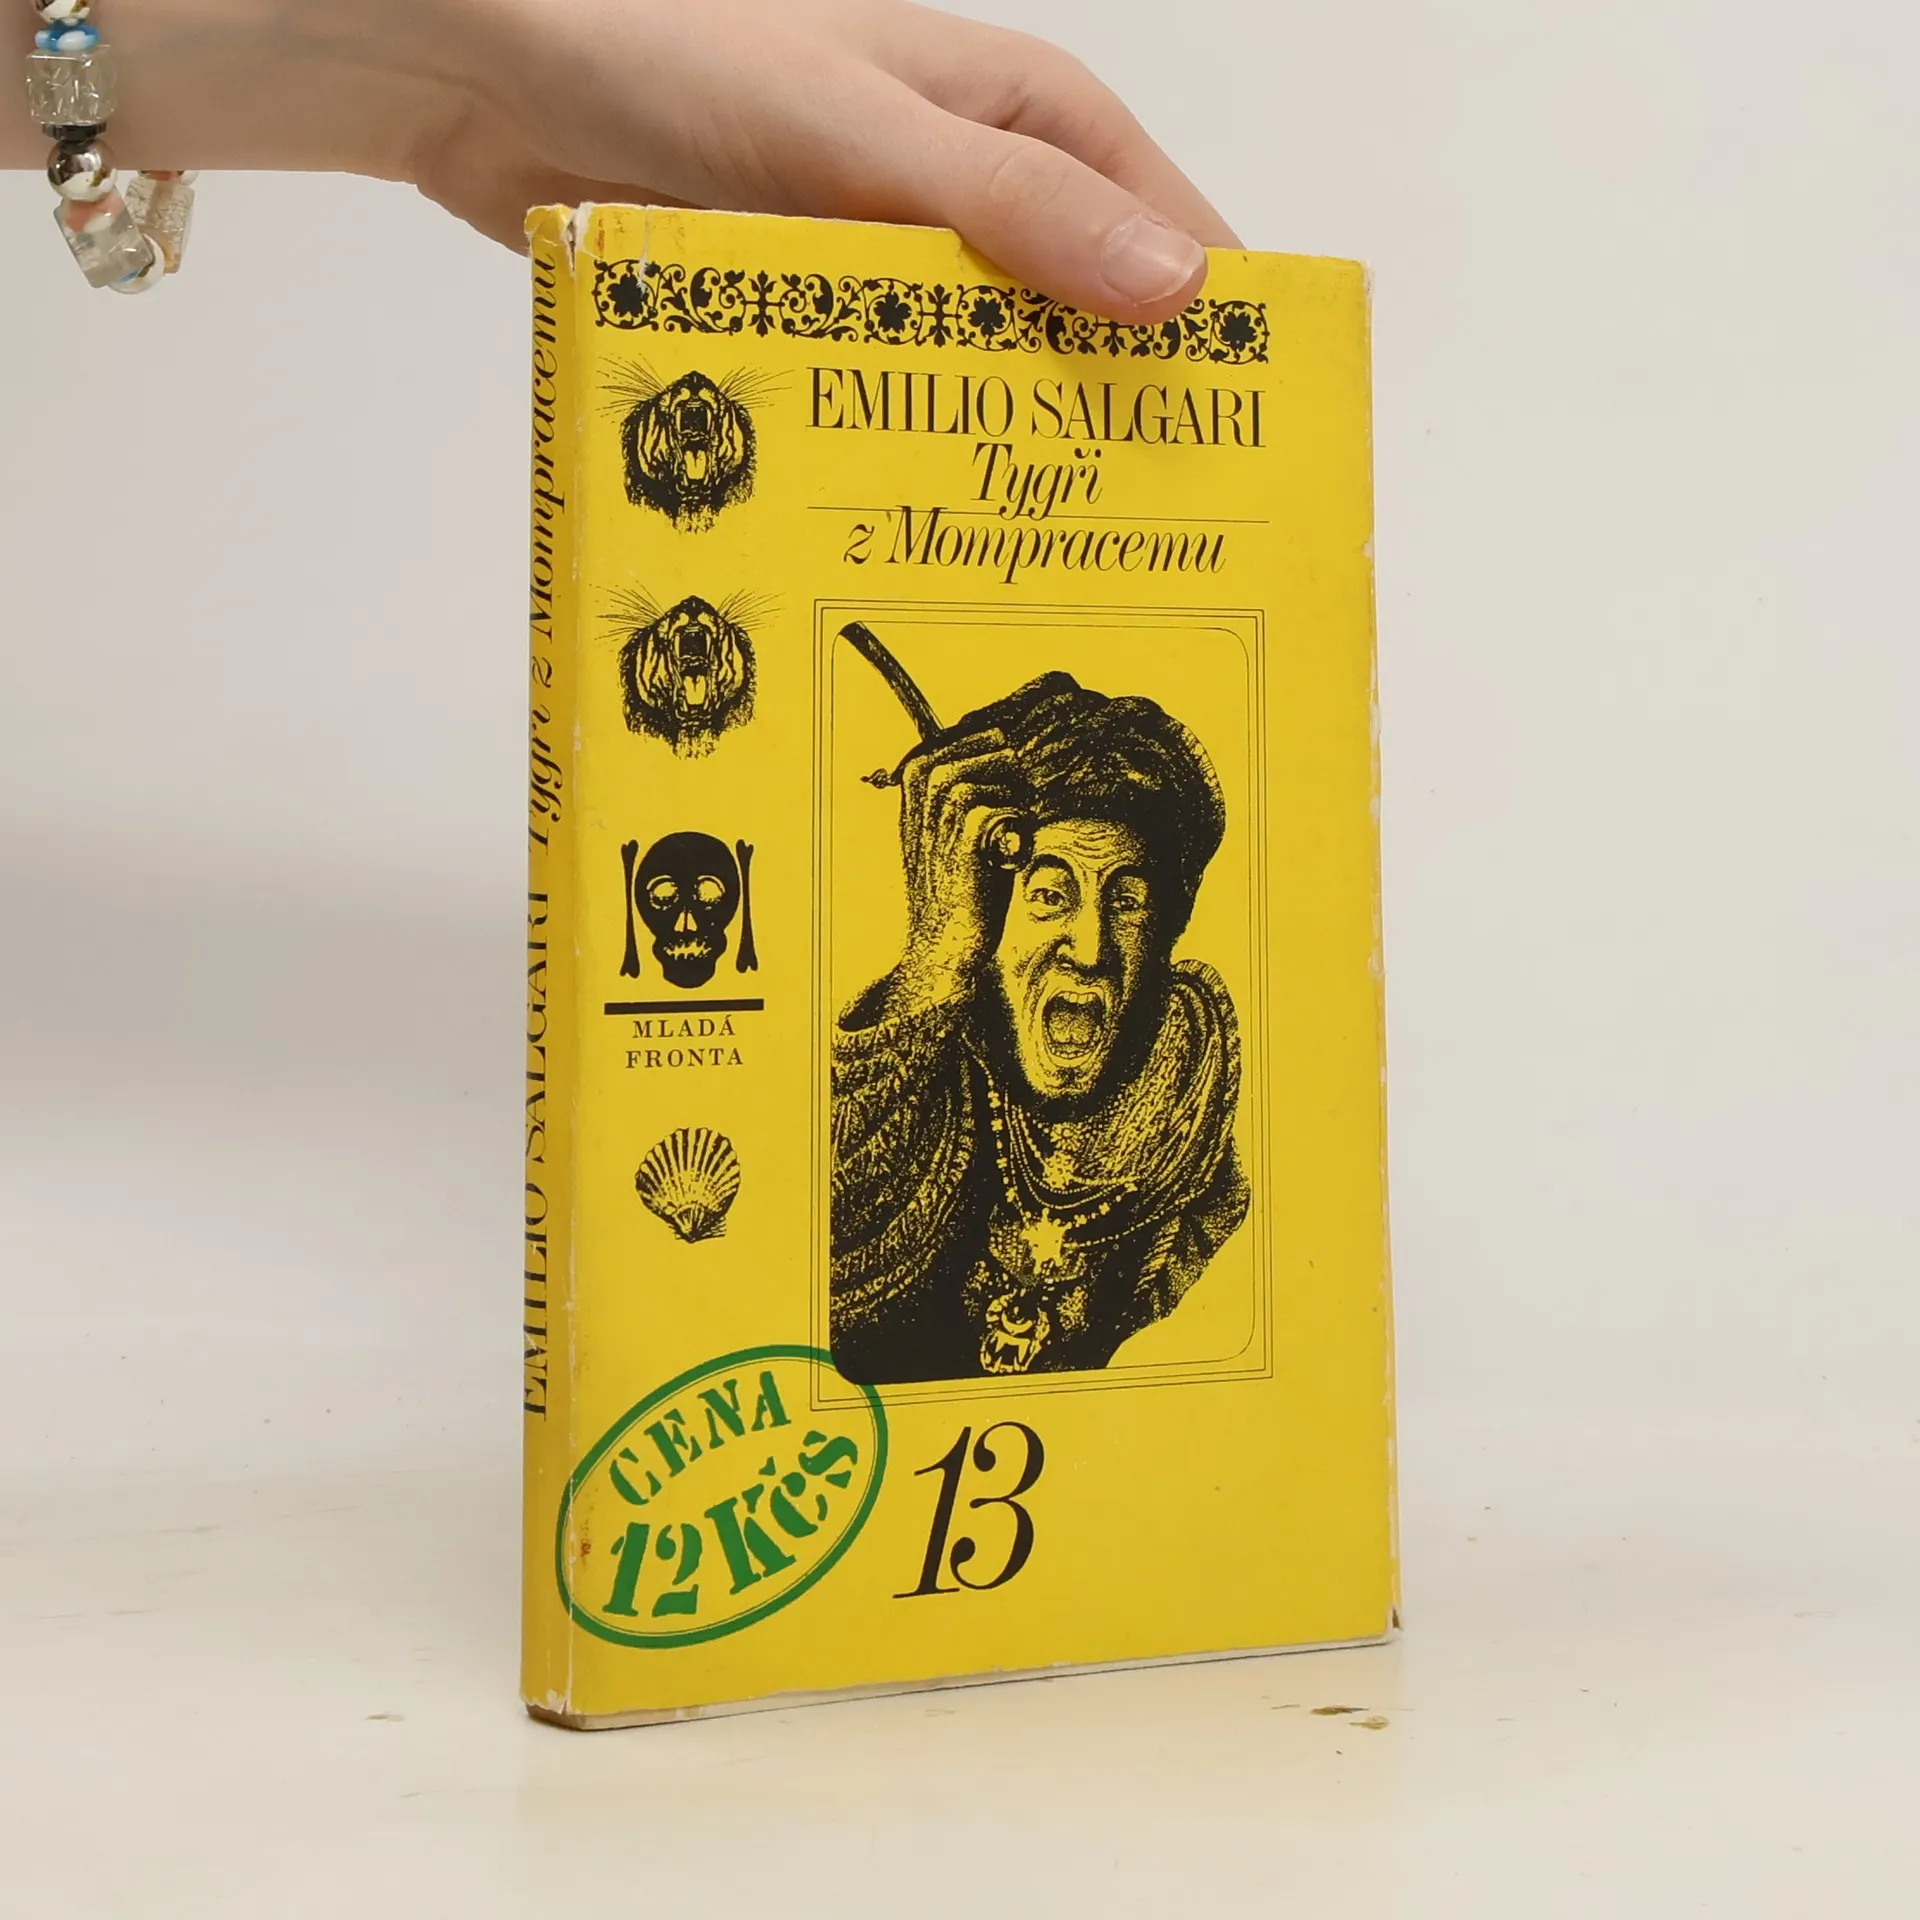 EMILIO SALGARI
Tygři
z Mompracemu
MLADÁ
FRONTA
CENA
12 Kčs
13
EMILIO SALGARI Tygři z Mompracemu